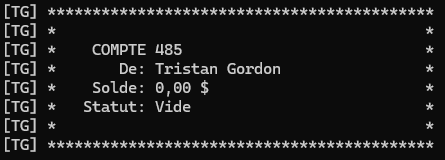 [TG] *******************************************
[TG] *                                         *
[TG] *    COMPTE 485                           *
[TG] *       De: Tristan Gordon                *
[TG] *    Solde: 0,00 $                        *
[TG] *   Statut: Vide                          *
[TG] *                                         *
[TG] *******************************************